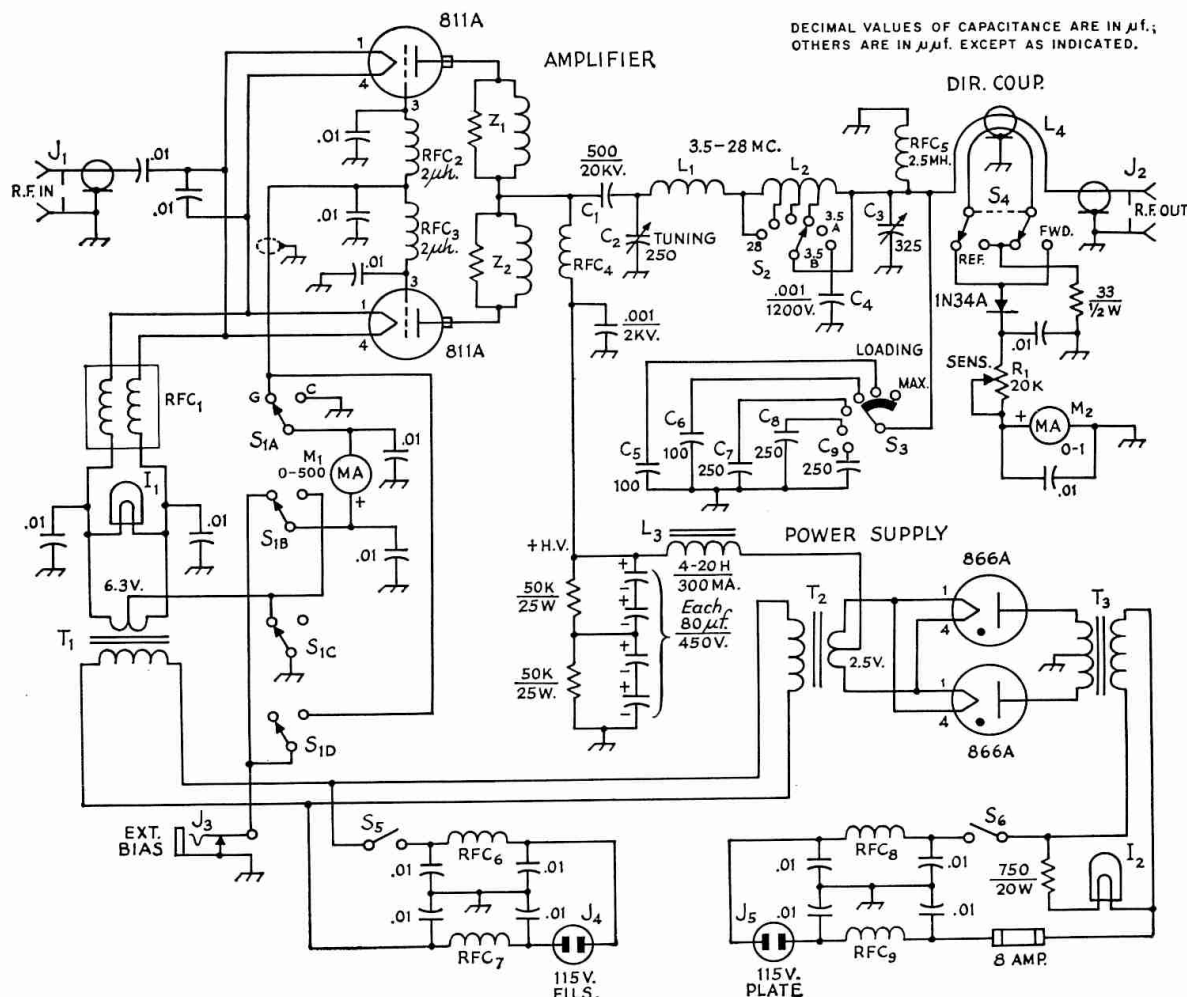 811A
DECIMAL VALUES OF CAPACITANCE ARE IN µf.;
OTHERS ARE IN µµf. EXCEPT AS INDICATED.
AMPLIFIER
DIR. COUP.
1
4
3
Z₁
L₄
J₁
.01
.01
R.F. IN
.01
RFC₂
2µh.
500
20KV.
C₁
L₁
3.5-28 MC.
L₂
RFC₅
2.5MH.
J₂
R.F. OUT
S₄
REF.
FWD.
.01
RFC₃
2µh.
.01
3
Z₂
RFC₄
C₂
TUNING
250
28
S₂
3.5
A
3.5
B
C₃
325
1
4
811A
.001
2KV.
.001
1200V.
C₄
1N34A
.01
33
½W
RFC₁
G
C
S1A
.01
M₁
0-500
MA
+
LOADING
MAX.
S₃
C₅
100
C₆
100
C₇
250
C₈
250
C₉
250
SENS.
R₁
20K
+
MA
M₂
0-1
.01
I₁
.01
.01
S1B
.01
6.3V.
T₁
S1C
S1D
+H.V.
L₃
4-20H
300MA.
POWER SUPPLY
50K
25W
50K
25W.
+
−
−
+
+
−
+
−
Each
80µf.
450V.
T₂
2.5V.
866A
1
4
1
4
866A
T₃
EXT.
BIAS
J₃
S₅
RFC₆
.01
.01
.01
.01
RFC₇
J₄
115V.
FILS.
RFC₈
S₆
.01
.01
.01
.01
J₅
RFC₉
115V.
PLATE
750
20W
I₂
8 AMP.